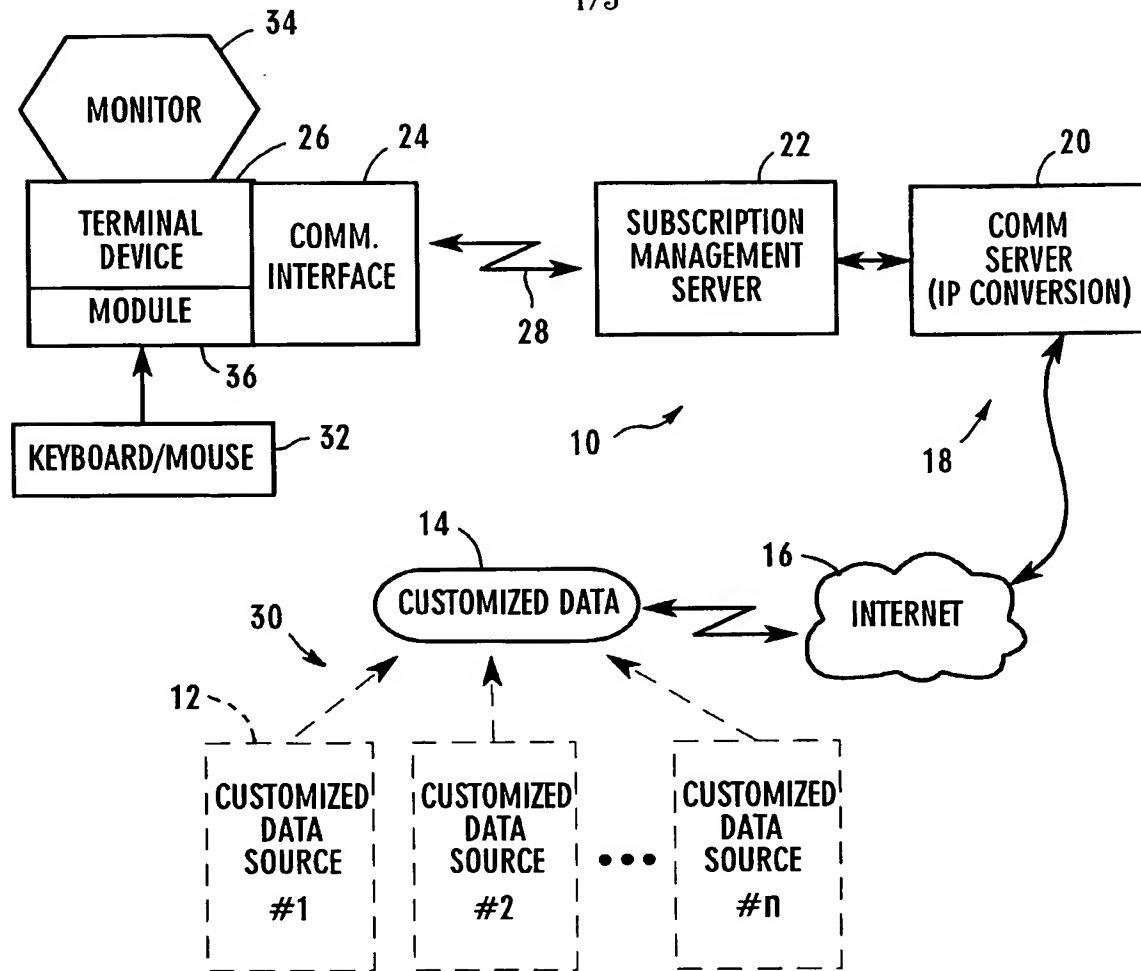 1/5
34
MONITOR
26
24
22
20
TERMINAL
DEVICE
COMM.
INTERFACE
SUBSCRIPTION
MANAGEMENT
SERVER
COMM
SERVER
(IP CONVERSION)
MODULE
28
36
KEYBOARD/MOUSE
32
10
18
14
16
CUSTOMIZED DATA
INTERNET
30
12
CUSTOMIZED
DATA
SOURCE
#1
CUSTOMIZED
DATA
SOURCE
#2
CUSTOMIZED
DATA
SOURCE
#n